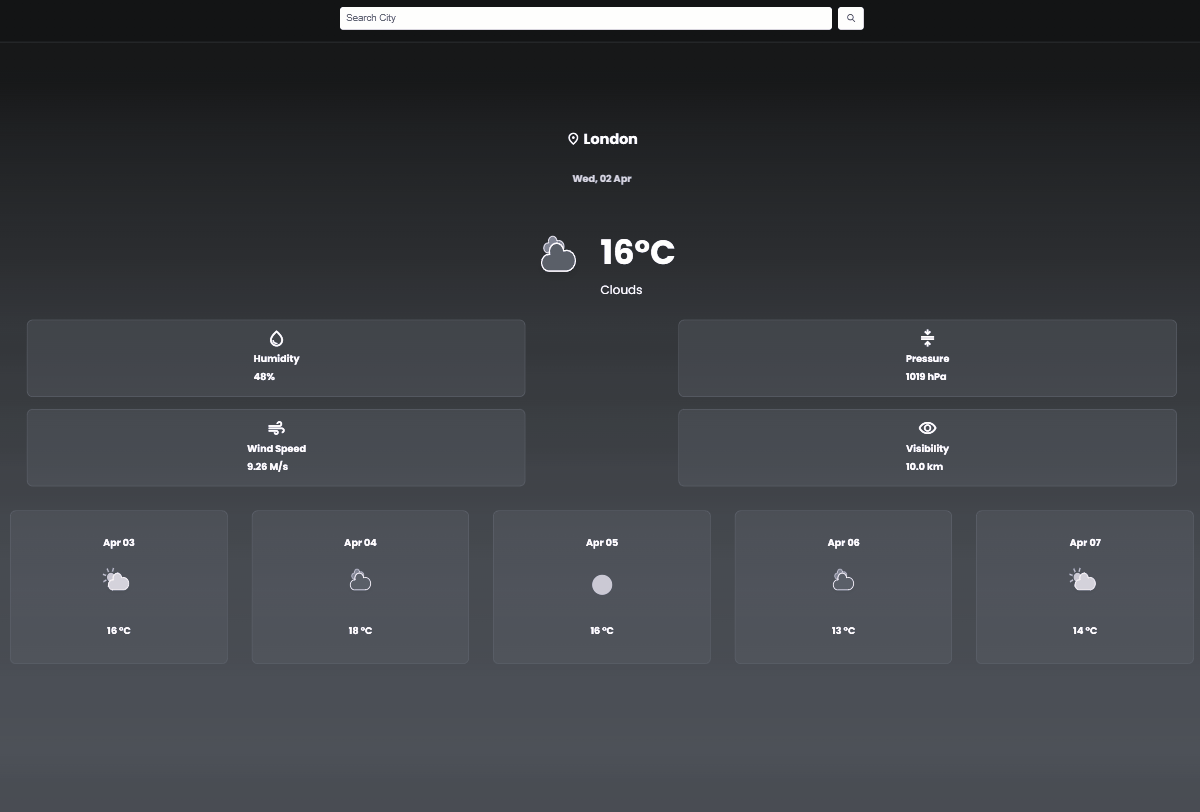 Search City
London
Wed, 02 Apr
16°C
Clouds
Humidity
48%
Pressure
1019 hPa
Wind Speed
9.26 M/s
Visibility
10.0 km
Apr 03
16 °C
Apr 04
18 °C
Apr 05
16 °C
Apr 06
13 °C
Apr 07
14 °C